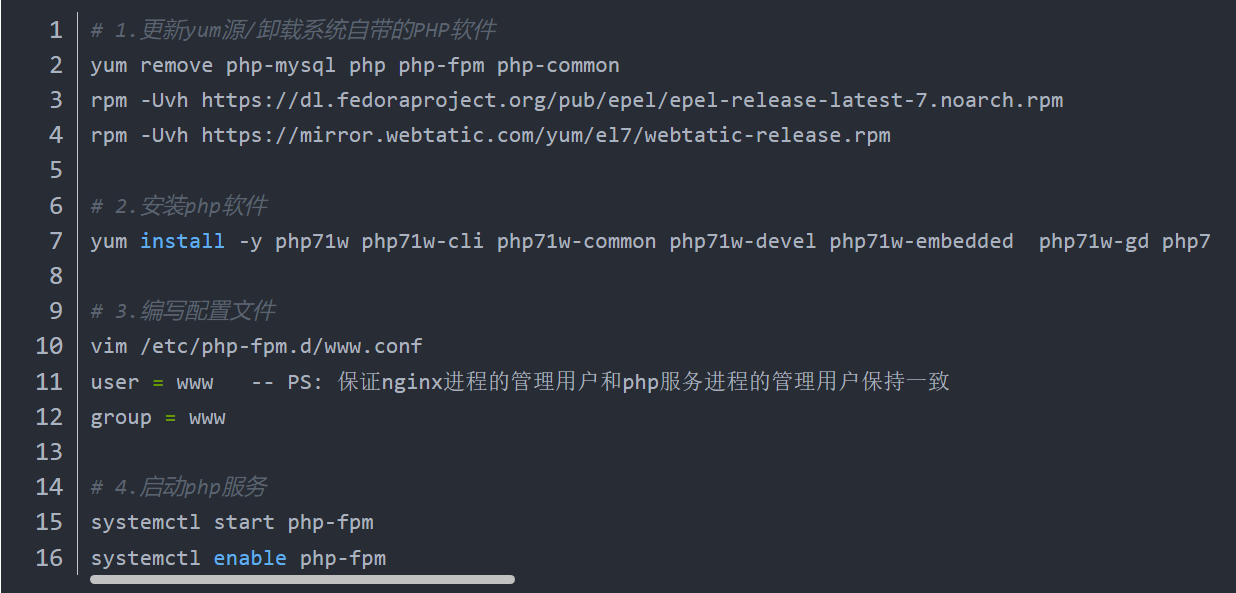 1 # 1.更新yum源/卸载系统自带的PHP软件
2 yum remove php-mysql php php-fpm php-common
3 rpm -Uvh https://dl.fedoraproject.org/pub/epel/epel-release-latest-7.noarch.rpm
4 rpm -Uvh https://mirror.webtatic.com/yum/el7/webtatic-release.rpm
5
6 # 2.安装php软件
7 yum install -y php71w php71w-cli php71w-common php71w-devel php71w-embedded  php71w-gd php7
8
9 # 3.编写配置文件
10 vim /etc/php-fpm.d/www.conf
11 user = www   -- PS: 保证nginx进程的管理用户和php服务进程的管理用户保持一致
12 group = www
13
14 # 4.启动php服务
15 systemctl start php-fpm
16 systemctl enable php-fpm